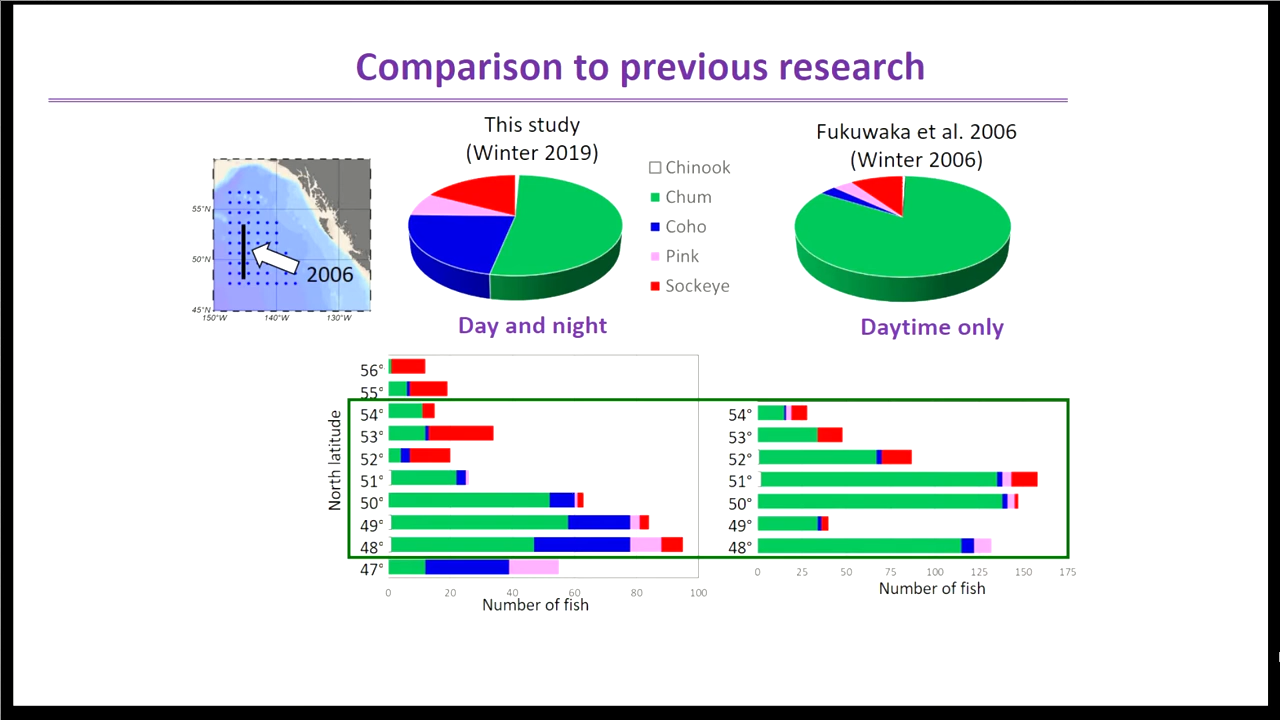 Comparison to previous research
This study
(Winter 2019)
Fukuwaka et al. 2006
(Winter 2006)
Chinook
Chum
Coho
Pink
Sockeye
55°N
50°N
45°N
150°W
140°W
130°W
2006
Day and night
Daytime only
North latitude
56°
55°
54°
53°
52°
51°
50°
49°
48°
47°
0
20
40
60
80
100
Number of fish
54°
53°
52°
51°
50°
49°
48°
0
25
50
75
100
125
150
175
Number of fish